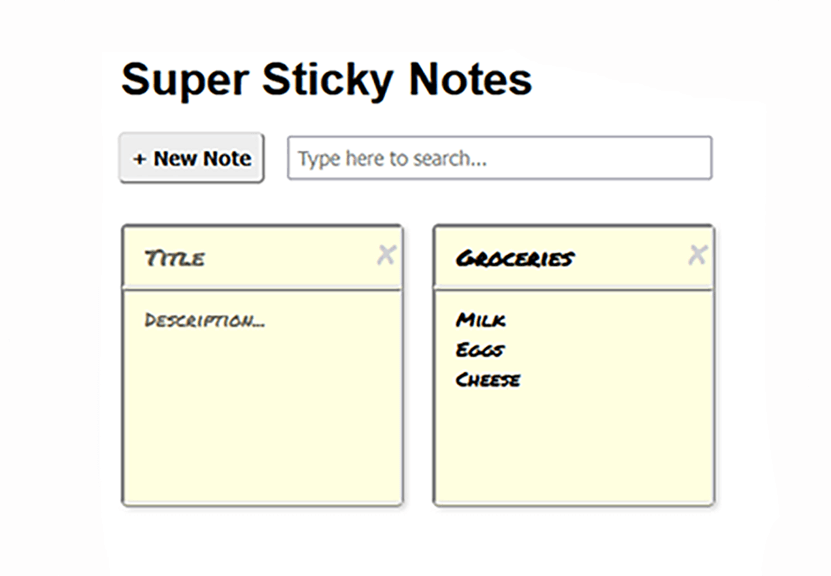 Super Sticky Notes
+ New Note
Type here to search...
Title x
Description...
Groceries x
Milk
Eggs
Cheese